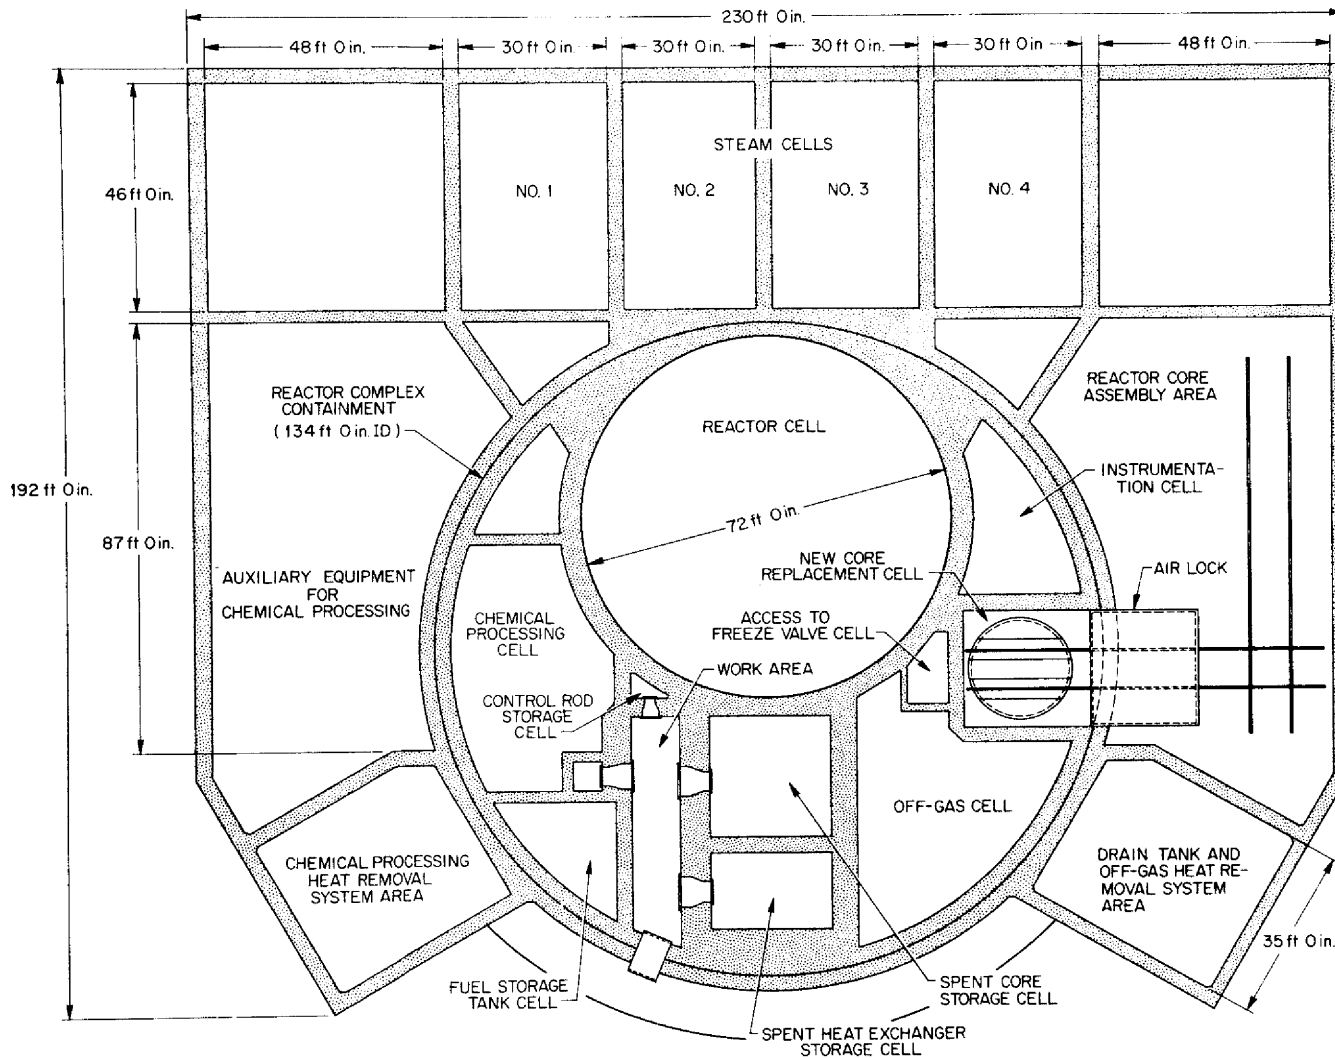 230 ft 0 in.
48 ft 0 in.
30 ft 0 in.
30 ft 0 in.
30 ft 0 in.
30 ft 0 in.
48 ft 0 in.
STEAM CELLS
46 ft 0 in.
NO. 1
NO. 2
NO. 3
NO. 4
REACTOR COMPLEX
CONTAINMENT
( 134 ft 0 in. ID )
REACTOR CELL
REACTOR CORE
ASSEMBLY AREA
INSTRUMENTA-
TION CELL
192 ft 0 in.
72 ft 0 in.
87 ft 0 in.
NEW CORE
REPLACEMENT CELL
AIR LOCK
AUXILIARY EQUIPMENT
FOR
CHEMICAL PROCESSING
CHEMICAL
PROCESSING
CELL
ACCESS TO
FREEZE VALVE CELL
WORK AREA
CONTROL ROD
STORAGE
CELL
OFF-GAS CELL
CHEMICAL PROCESSING
HEAT REMOVAL
SYSTEM AREA
DRAIN TANK AND
OFF-GAS HEAT RE-
MOVAL SYSTEM
AREA
35 ft 0 in.
FUEL STORAGE
TANK CELL
SPENT CORE
STORAGE CELL
SPENT HEAT EXCHANGER
STORAGE CELL